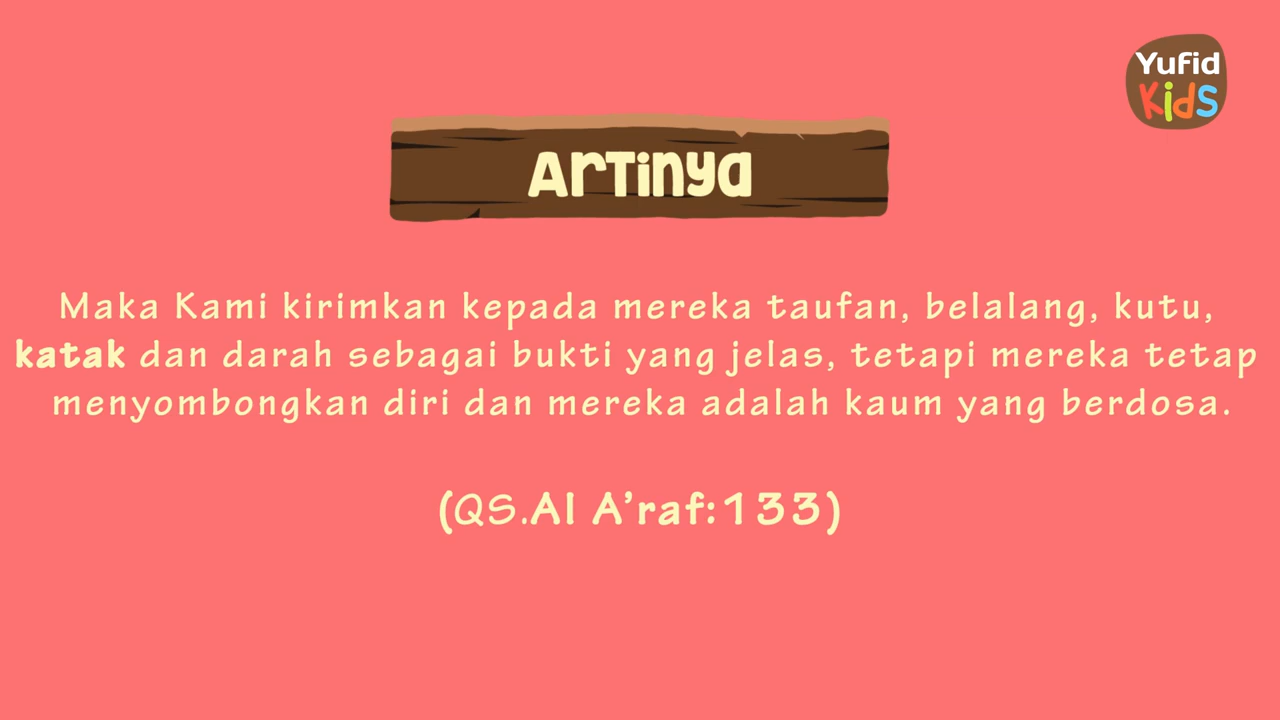 Yufid
Kids
Artinya
Maka Kami kirimkan kepada mereka taufan, belalang, kutu,
katak dan darah sebagai bukti yang jelas, tetapi mereka tetap
menyombongkan diri dan mereka adalah kaum yang berdosa.
(QS.Al A’raf:133)